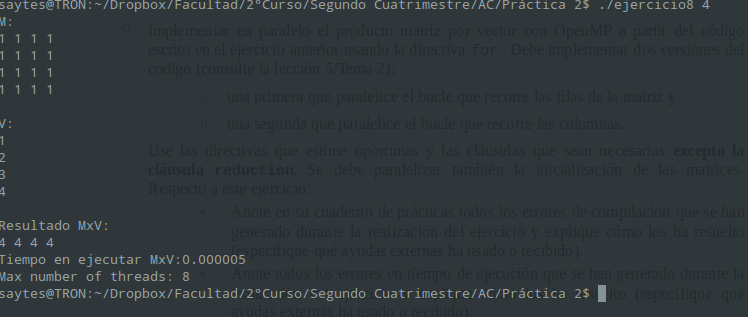 saytes@TRON:~/Dropbox/Facultad/2ºCurso/Segundo Cuatrimestre/AC/Práctica 2$ ./ejercicio8 4
M:
1 1 1 1
1 1 1 1
1 1 1 1
1 1 1 1
V:
1
2
3
4
Resultado MxV:
4 4 4 4
Tiempo en ejecutar MxV:0.000005
Max number of threads: 8
saytes@TRON:~/Dropbox/Facultad/2ºCurso/Segundo Cuatrimestre/AC/Práctica 2$
9. Implementar en paralelo el producto matriz por vector con OpenMP a partir del código
escrito en el ejercicio anterior usando la directiva for . Debe implementar dos versiones del
código (consulte la lección 5/Tema 2):
a. una primera que paralelice el bucle que recorre las filas de la matriz y
b. una segunda que paralelice el bucle que recorre las columnas.
Use las directivas que estime oportunas y las cláusulas que sean necesarias excepto la
cláusula reduction. Se debe paralelizar también la inicialización de las matrices.
Respecto a este ejercicio:
• Anote en su cuaderno de prácticas todos los errores de compilación que se han
generado durante la realización del ejercicio y explique cómo los ha resuelto
(especifique qué ayudas externas ha usado o recibido).
• Anote todos los errores en tiempo de ejecución que se han generado durante la
(especifique qué
ayudas externas ha usado o recibido).